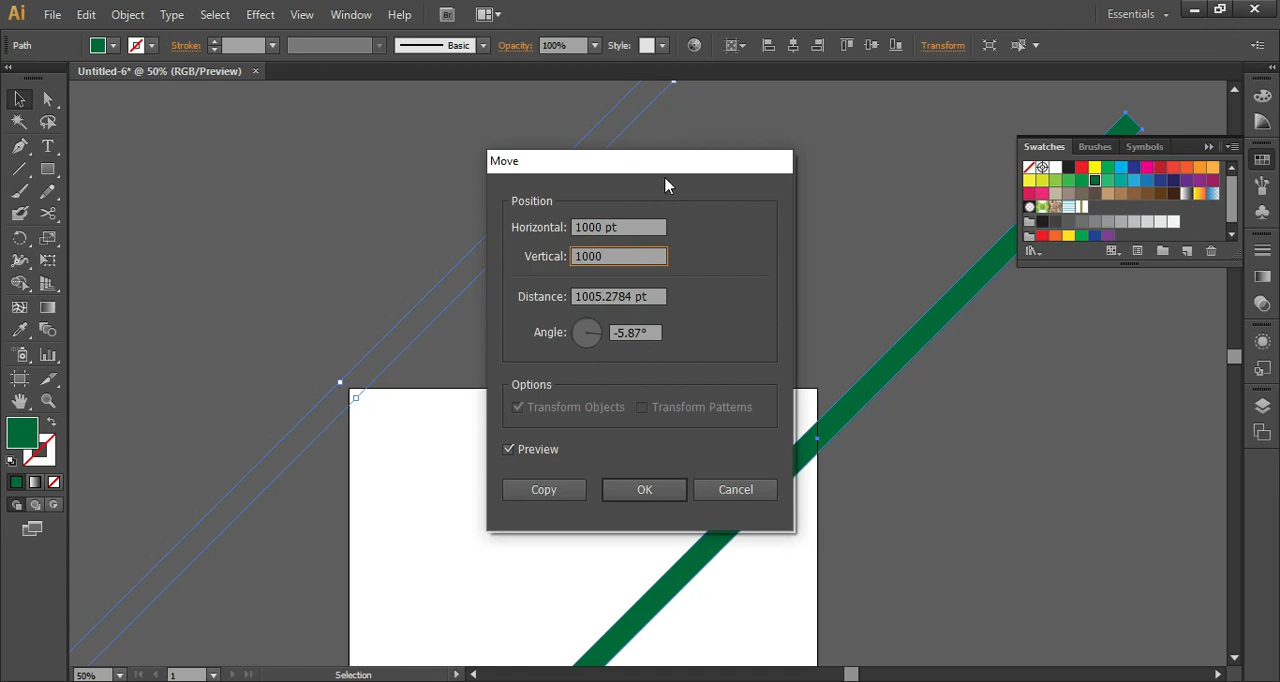 Ai File Edit Object Type Select Effect View Window Help Br Essentials
Path Stroke: Basic Opacity: 100% Style: Transform
Untitled-6* @ 50% (RGB/Preview) ×
Move
Swatches Brushes Symbols
Position
Horizontal: 1000 pt
Vertical: 1000
Distance: 1005.2784 pt
Angle: -5.87°
Options
Transform Objects Transform Patterns
Preview
Copy OK Cancel
50% 1 Selection